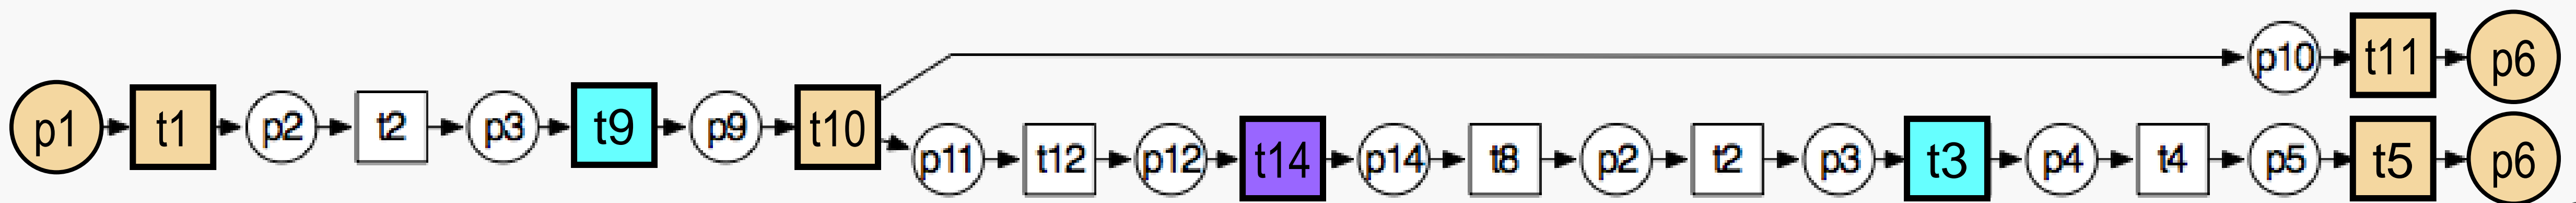 p10 t11 p6
p1 t1 p2 t2 p3 t9 p9 t10
p11 t12 p12 t14 p14 t8 p2 t2 p3 t3 p4 t4 p5 t5 p6